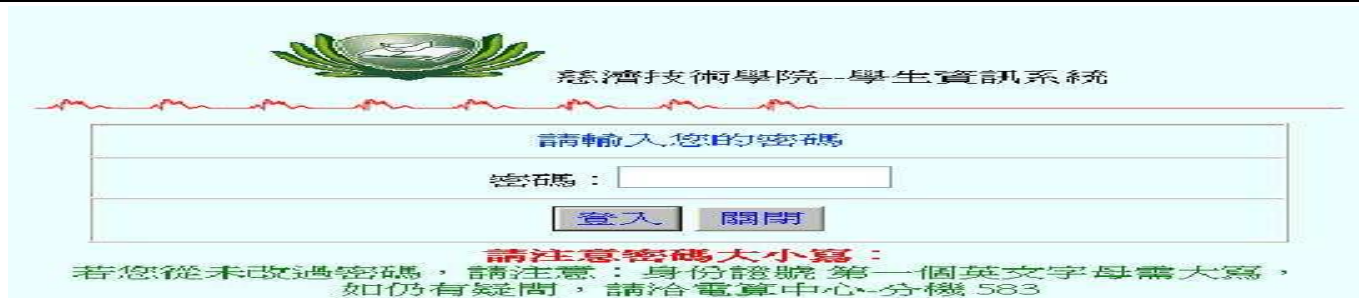 慈濟技術學院--學生資訊系統
請輸入您的密碼
密碼：
登入 關閉
請注意密碼大小寫：
若您從未改過密碼，請注意：身份證號 第一個英文字母需大寫，
如仍有疑問，請洽電算中心-分機 583